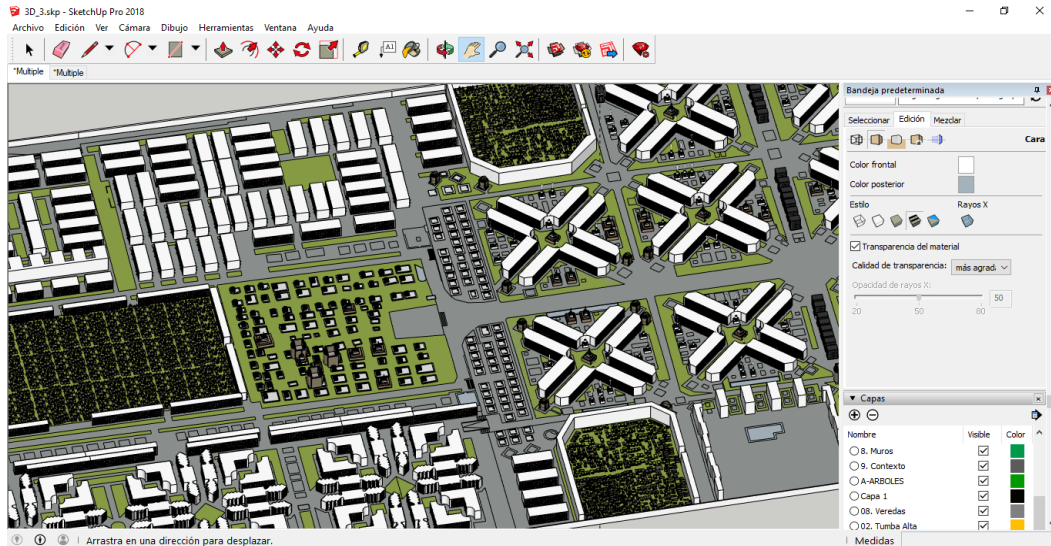 3D_3.skp - SketchUp Pro 2018
Archivo Edición Ver Cámara Dibujo Herramientas Ventana Ayuda
A1
*Multiple *Multiple
Bandeja predeterminada
Seleccionar Edición Mezclar
Cara
Color frontal
Color posterior
Estilo Rayos X
Transparencia del material
Calidad de transparencia: más agrad
Opacidad de rayos X:
50
20 50 80
Capas
Nombre Visible Color
8. Muros
9. Contexto
A-ARBOLES
Capa 1
08. Veredas
02. Tumba Alta
Arrastra en una dirección para desplazar.
Medidas